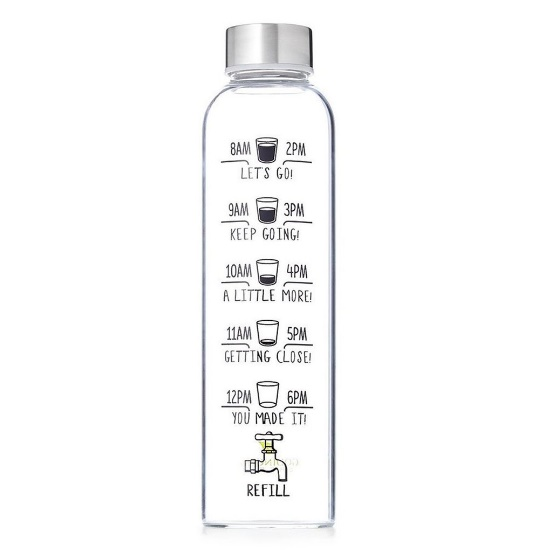 8AM 2PM
LET'S GO!
9AM 3PM
KEEP GOING!
10AM 4PM
A LITTLE MORE!
11AM 5PM
GETTING CLOSE!
12PM 6PM
YOU MADE IT!
REFILL